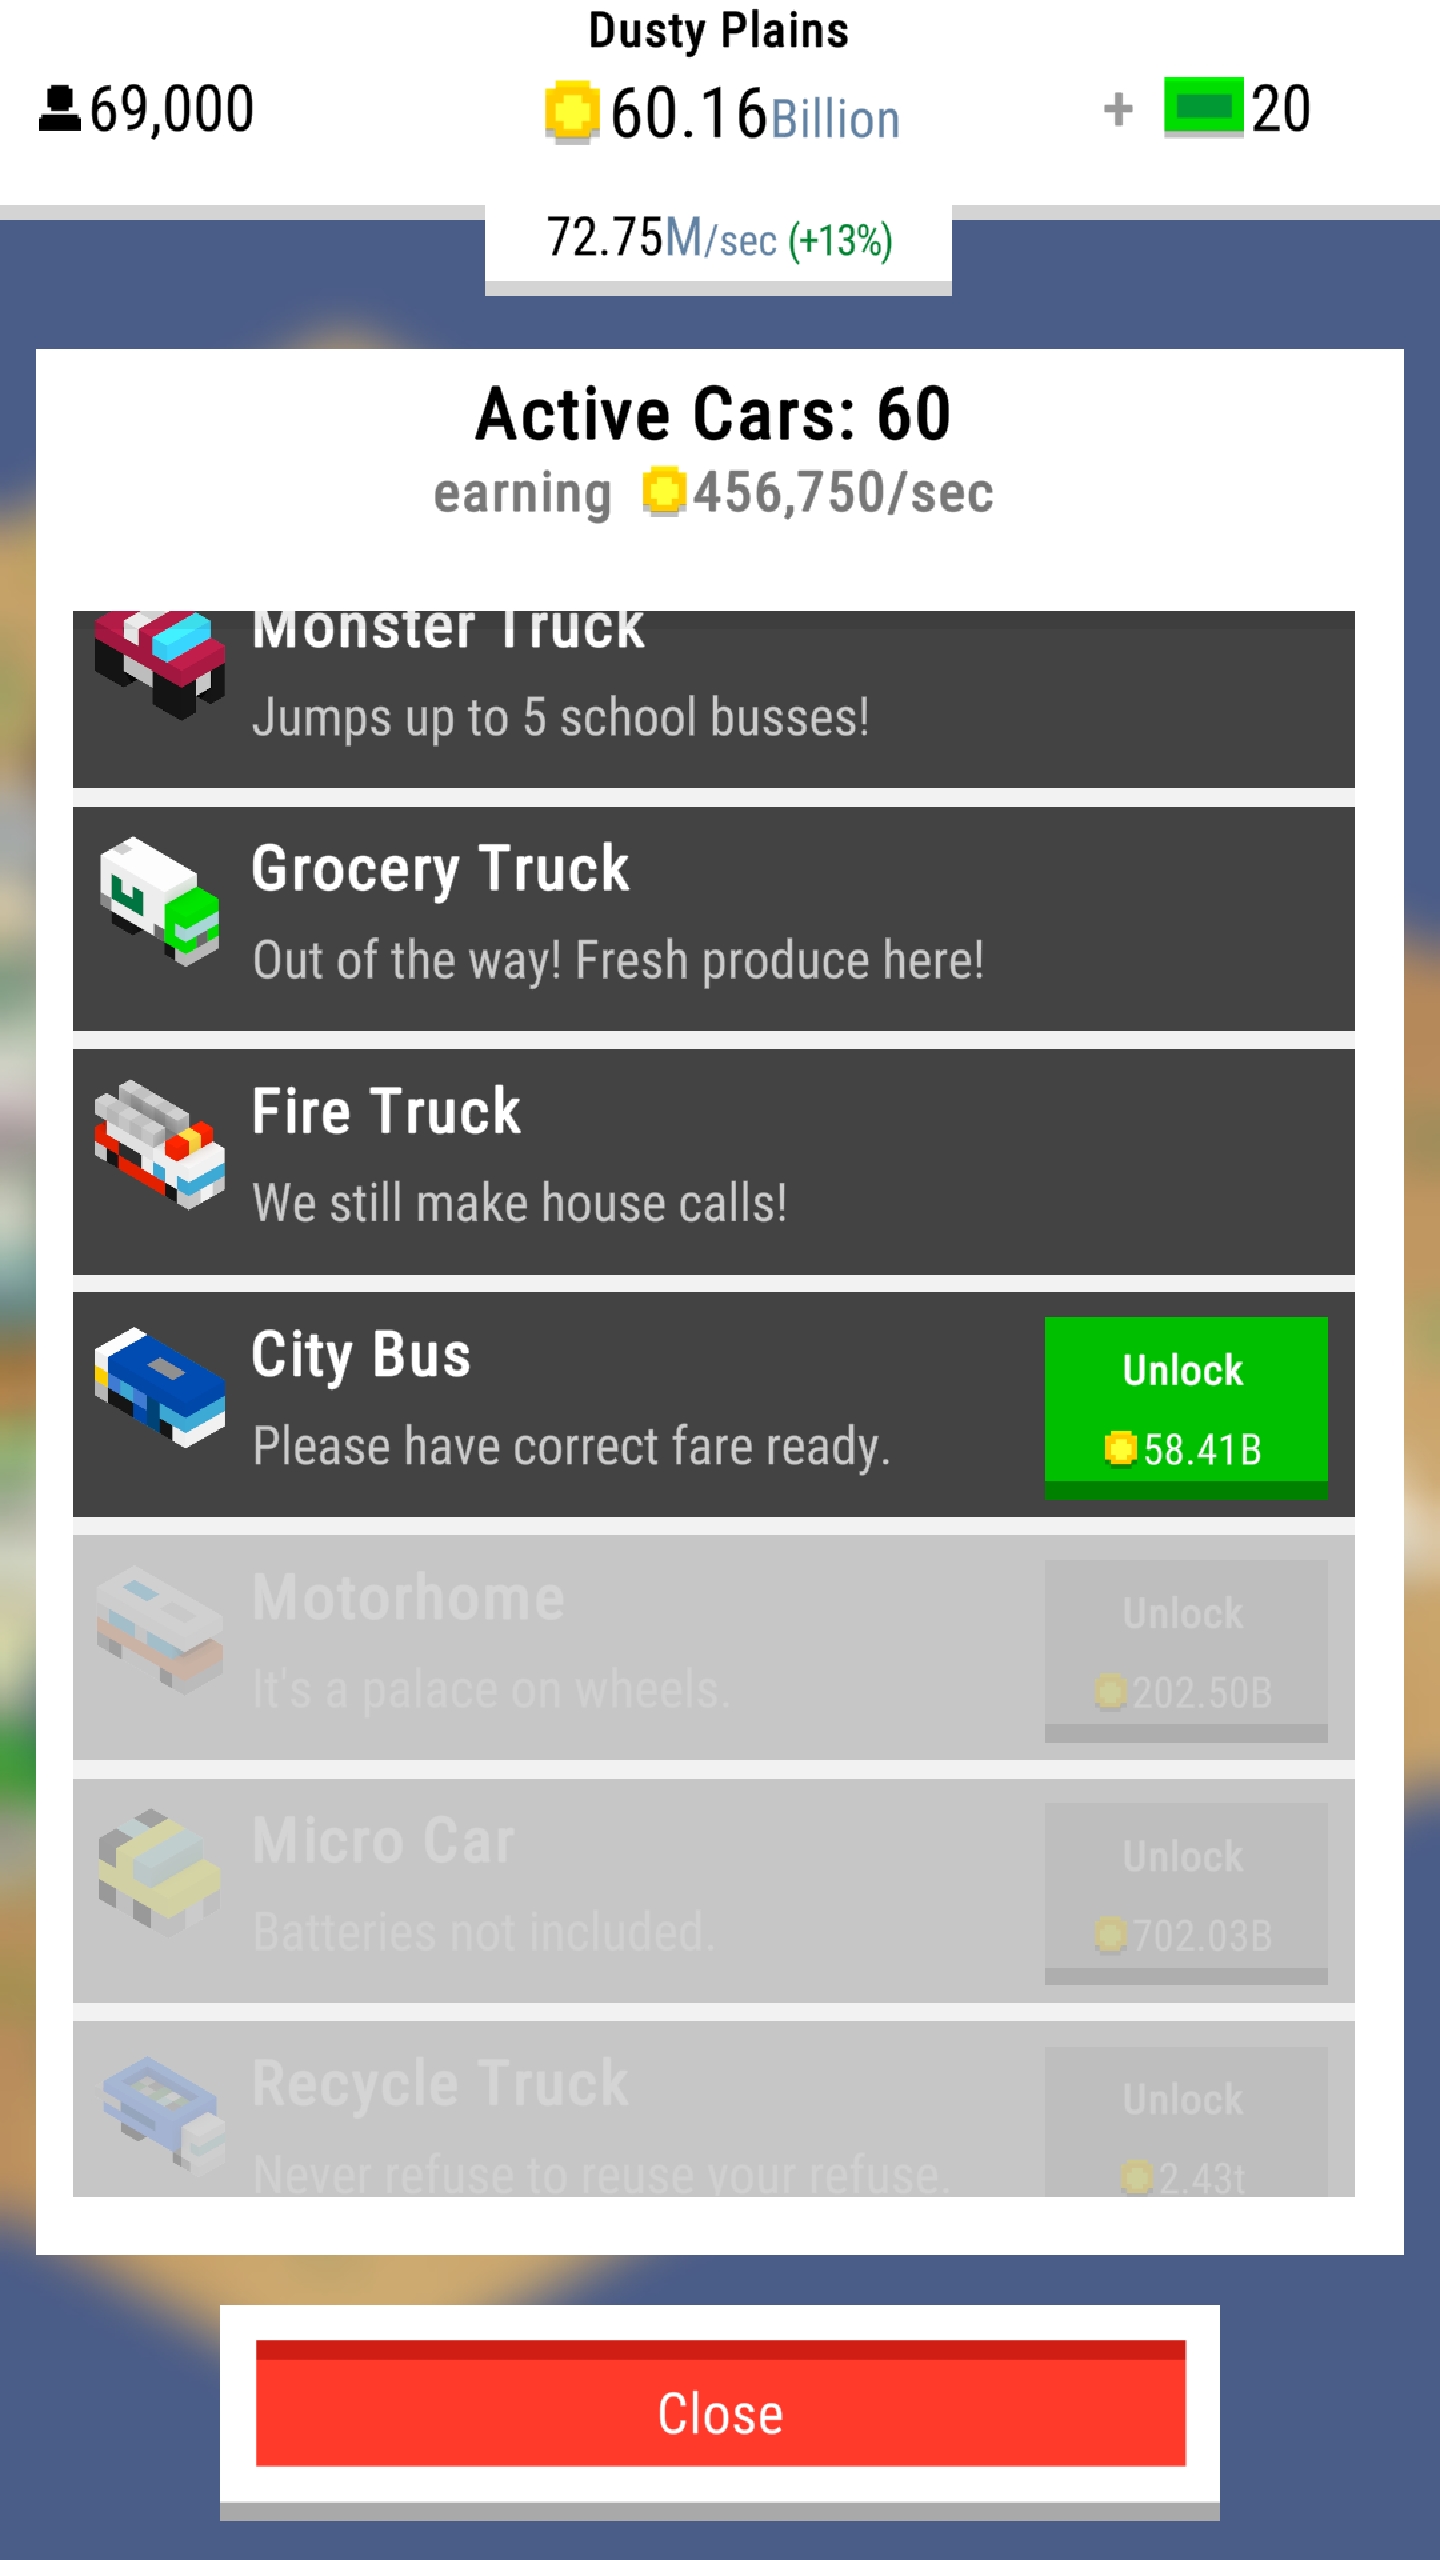 Dusty Plains
69,000
60.16Billion
+ 20
72.75M/sec (+13%)
Active Cars: 60
earning 456,750/sec
Monster Truck
Jumps up to 5 school busses!
Grocery Truck
Out of the way! Fresh produce here!
Fire Truck
We still make house calls!
City Bus
Please have correct fare ready.
Unlock
58.41B
Motorhome
It's a palace on wheels.
Unlock
202.50B
Micro Car
Batteries not included.
Unlock
702.03B
Recycle Truck
Never refuse to reuse your refuse.
Unlock
2.43t
Close